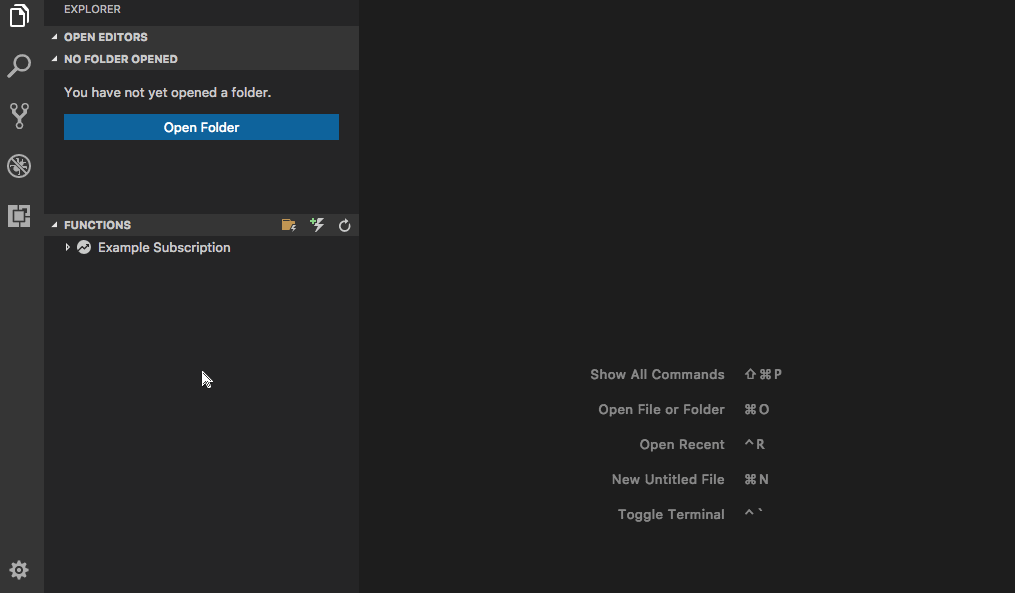 EXPLORER
OPEN EDITORS
NO FOLDER OPENED
You have not yet opened a folder.
Open Folder
FUNCTIONS
Example Subscription
Show All Commands ⇧⌘P
Open File or Folder ⌘O
Open Recent ^R
New Untitled File ⌘N
Toggle Terminal ^`